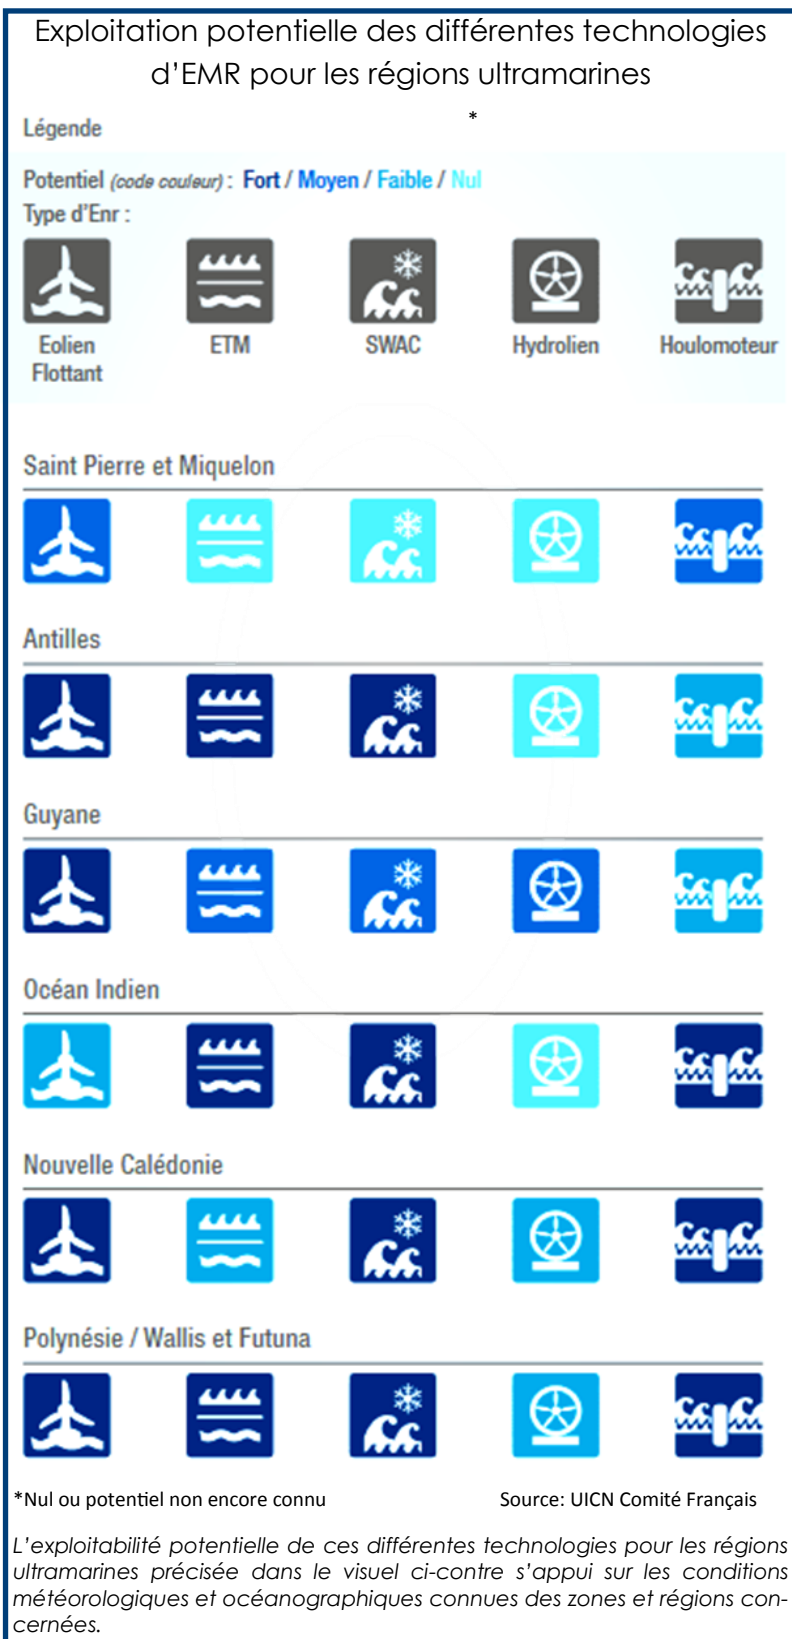 Exploitation potentielle des différentes technologies
d'EMR pour les régions ultramarines
*
Légende
Potentiel (code couleur) : Fort / Moyen / Faible / Nul
Type d'Enr :
Eolien Flottant
ETM
SWAC
Hydrolien
Houlomoteur
Saint Pierre et Miquelon
Antilles
Guyane
Océan Indien
Nouvelle Calédonie
Polynésie / Wallis et Futuna
*Nul ou potentiel non encore connu
Source: UICN Comité Français
L'exploitabilité potentielle de ces différentes technologies pour les régions
ultramarines précisée dans le visuel ci-contre s'appui sur les conditions
météorologiques et océanographiques connues des zones et régions con-
cernées.